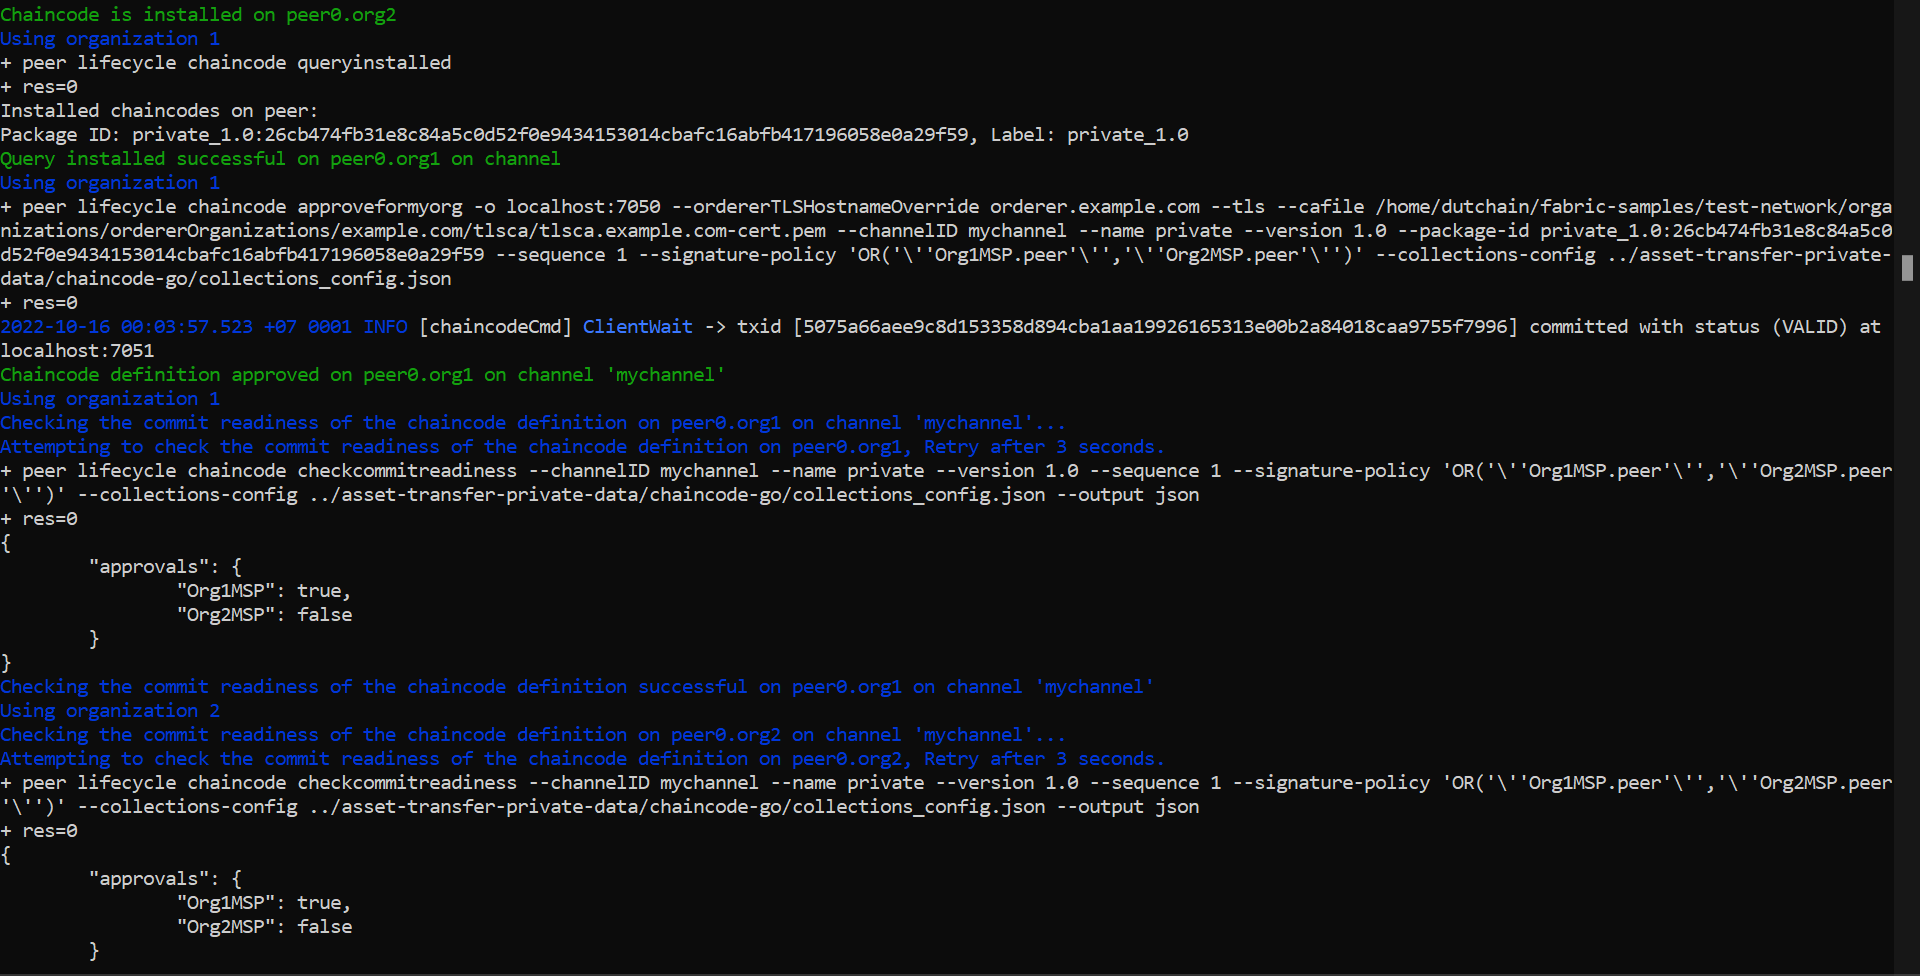 Chaincode is installed on peer0.org2
Using organization 1
+ peer lifecycle chaincode queryinstalled
+ res=0
Installed chaincodes on peer:
Package ID: private_1.0:26cb474fb31e8c84a5c0d52f0e9434153014cbafc16abfb417196058e0a29f59, Label: private_1.0
Query installed successful on peer0.org1 on channel
Using organization 1
+ peer lifecycle chaincode approveformyorg -o localhost:7050 --ordererTLSHostnameOverride orderer.example.com --tls --cafile /home/dutchain/fabric-samples/test-network/orga
nizations/ordererOrganizations/example.com/tlsca/tlsca.example.com-cert.pem --channelID mychannel --name private --version 1.0 --package-id private_1.0:26cb474fb31e8c84a5c0
d52f0e9434153014cbafc16abfb417196058e0a29f59 --sequence 1 --signature-policy 'OR('\''Org1MSP.peer'\'','\''Org2MSP.peer'\'')' --collections-config ../asset-transfer-private-
data/chaincode-go/collections_config.json
+ res=0
2022-10-16 00:03:57.523 +07 0001 INFO [chaincodeCmd] ClientWait -> txid [5075a66aee9c8d153358d894cba1aa19926165313e00b2a84018caa9755f7996] committed with status (VALID) at
localhost:7051
Chaincode definition approved on peer0.org1 on channel 'mychannel'
Using organization 1
Checking the commit readiness of the chaincode definition on peer0.org1 on channel 'mychannel'...
Attempting to check the commit readiness of the chaincode definition on peer0.org1, Retry after 3 seconds.
+ peer lifecycle chaincode checkcommitreadiness --channelID mychannel --name private --version 1.0 --sequence 1 --signature-policy 'OR('\''Org1MSP.peer'\'','\''Org2MSP.peer
'\'')' --collections-config ../asset-transfer-private-data/chaincode-go/collections_config.json --output json
+ res=0
{
        "approvals": {
                "Org1MSP": true,
                "Org2MSP": false
        }
}
Checking the commit readiness of the chaincode definition successful on peer0.org1 on channel 'mychannel'
Using organization 2
Checking the commit readiness of the chaincode definition on peer0.org2 on channel 'mychannel'...
Attempting to check the commit readiness of the chaincode definition on peer0.org2, Retry after 3 seconds.
+ peer lifecycle chaincode checkcommitreadiness --channelID mychannel --name private --version 1.0 --sequence 1 --signature-policy 'OR('\''Org1MSP.peer'\'','\''Org2MSP.peer
'\'')' --collections-config ../asset-transfer-private-data/chaincode-go/collections_config.json --output json
+ res=0
{
        "approvals": {
                "Org1MSP": true,
                "Org2MSP": false
        }